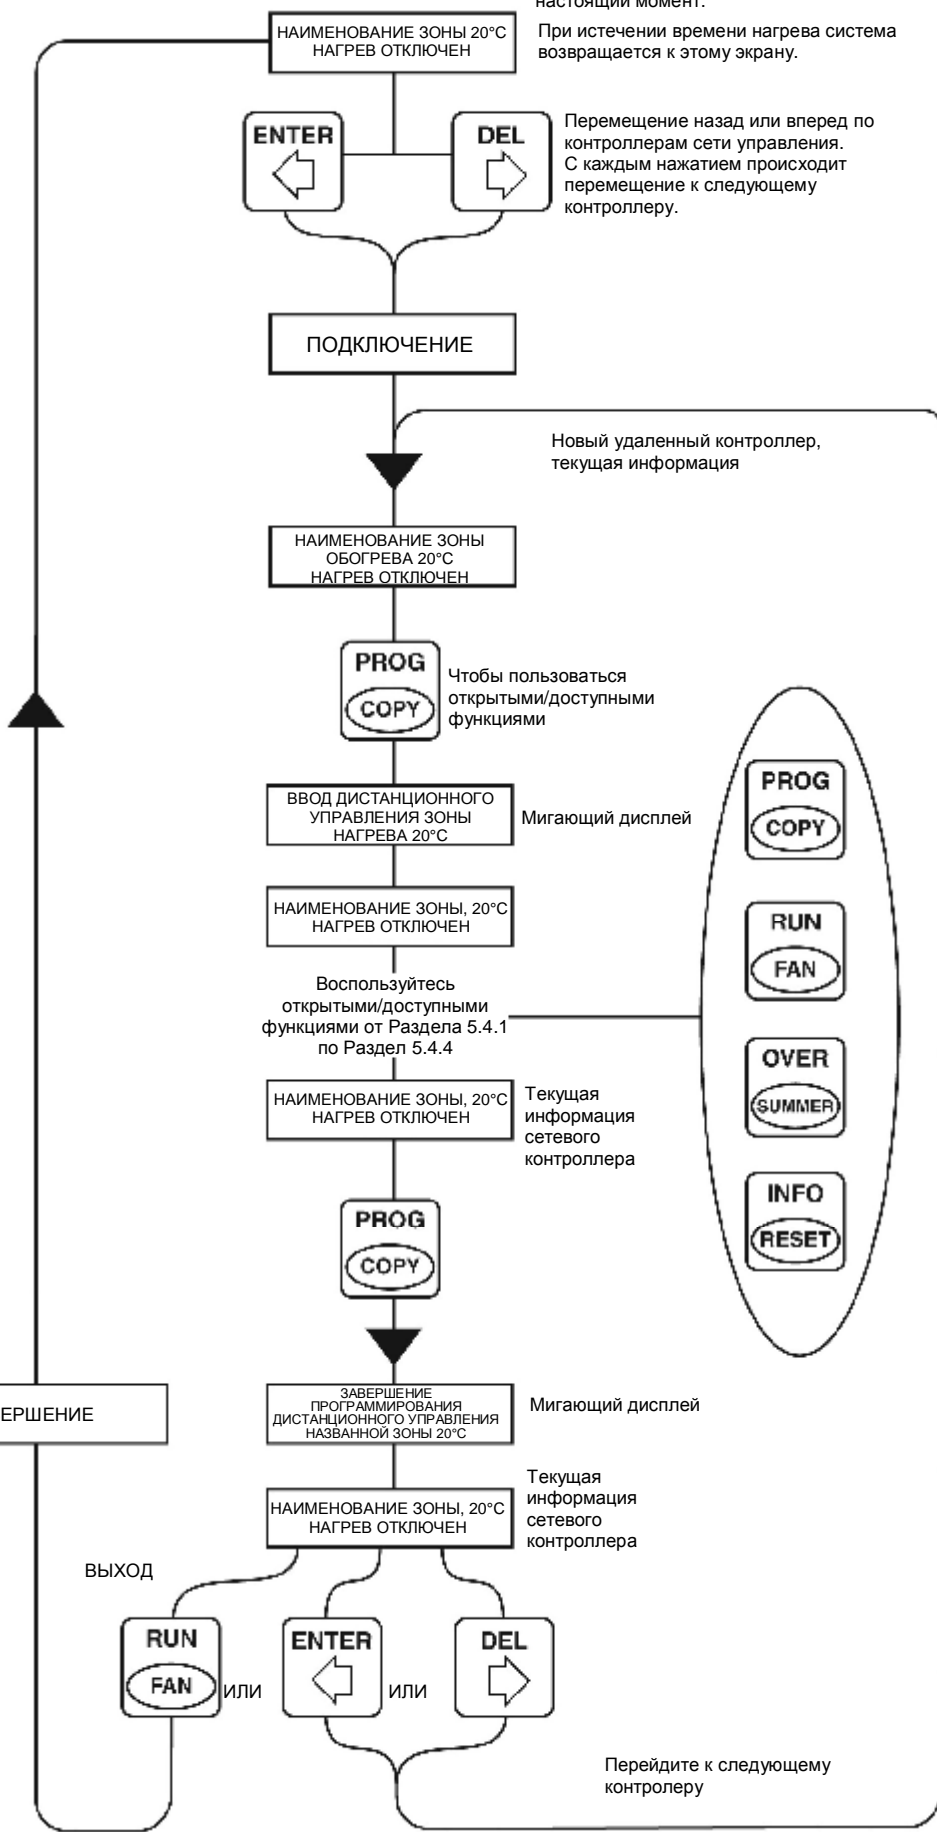 настоящий момент.
НАИМЕНОВАНИЕ ЗОНЫ 20°C
НАГРЕВ ОТКЛЮЧЕН
При истечении времени нагрева система
возвращается к этому экрану.
ENTER
DEL
Перемещение назад или вперед по
контроллерам сети управления.
С каждым нажатием происходит
перемещение к следующему
контроллеру.
ПОДКЛЮЧЕНИЕ
Новый удаленный контроллер,
текущая информация
НАИМЕНОВАНИЕ ЗОНЫ
ОБОГРЕВА 20°C
НАГРЕВ ОТКЛЮЧЕН
PROG
COPY
Чтобы пользоваться
открытыми/доступными
функциями
ВВОД ДИСТАНЦИОННОГО
УПРАВЛЕНИЯ ЗОНЫ
НАГРЕВА 20°C
Мигающий дисплей
НАИМЕНОВАНИЕ ЗОНЫ, 20°C
НАГРЕВ ОТКЛЮЧЕН
Воспользуйтесь
открытыми/доступными
функциями от Раздела 5.4.1
по Раздел 5.4.4
PROG
COPY
RUN
FAN
OVER
SUMMER
INFO
RESET
НАИМЕНОВАНИЕ ЗОНЫ, 20°C
НАГРЕВ ОТКЛЮЧЕН
Текущая
информация
сетевого
контроллера
PROG
COPY
ЕРШЕНИЕ
ЗАВЕРШЕНИЕ
ПРОГРАММИРОВАНИЯ
ДИСТАНЦИОННОГО УПРАВЛЕНИЯ
НАЗВАННОЙ ЗОНЫ 20°C
Мигающий дисплей
НАИМЕНОВАНИЕ ЗОНЫ, 20°C
НАГРЕВ ОТКЛЮЧЕН
Текущая
информация
сетевого
контроллера
ВЫХОД
RUN
FAN
ИЛИ
ENTER
ИЛИ
DEL
Перейдите к следующему
контролеру